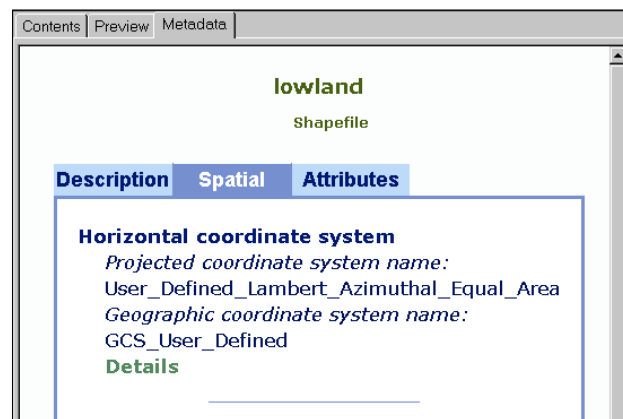 Contents Preview Metadata
lowland
Shapefile
Description Spatial Attributes
Horizontal coordinate system
Projected coordinate system name:
User_Defined_Lambert_Azimuthal_Equal_Area
Geographic coordinate system name:
GCS_User_Defined
Details